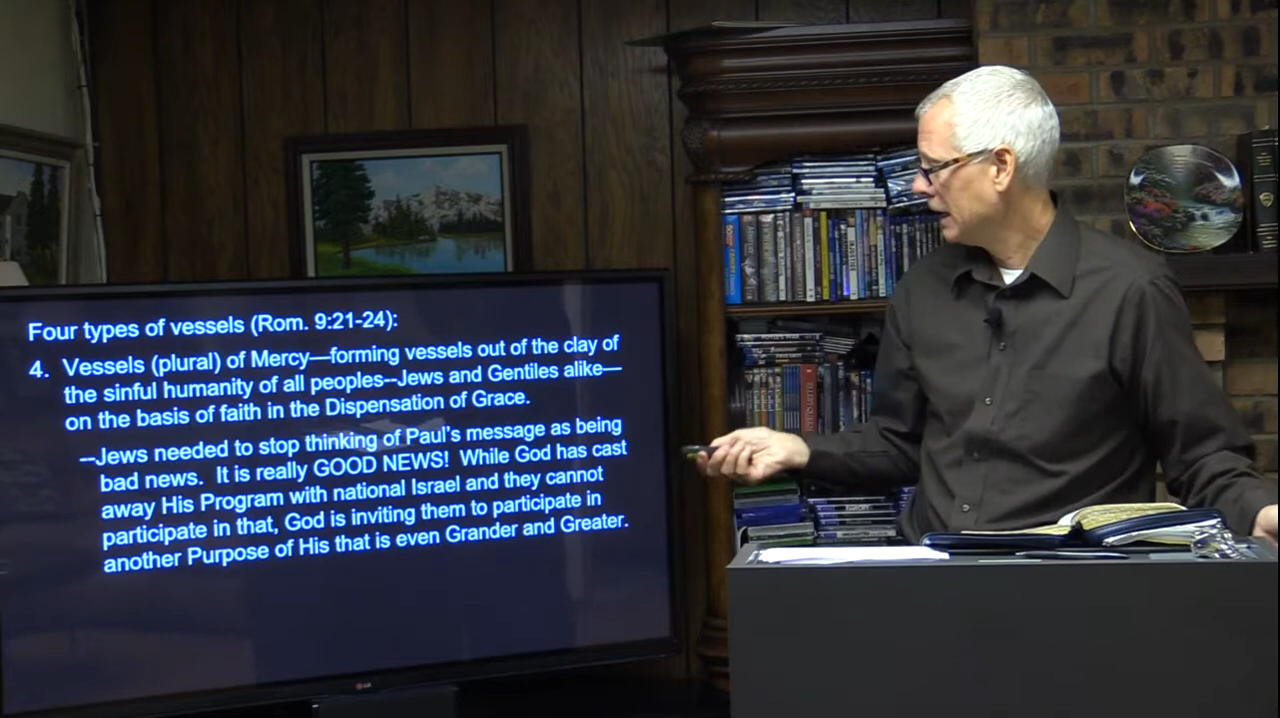 Four types of vessels (Rom. 9:21-24):
4. Vessels (plural) of Mercy—forming vessels out of the clay of
the sinful humanity of all peoples--Jews and Gentiles alike—
on the basis of faith in the Dispensation of Grace.
--Jews needed to stop thinking of Paul's message as being
bad news. It is really GOOD NEWS! While God has cast
away His Program with national Israel and they cannot
participate in that, God is inviting them to participate in
another Purpose of His that is even Grander and Greater.
LG